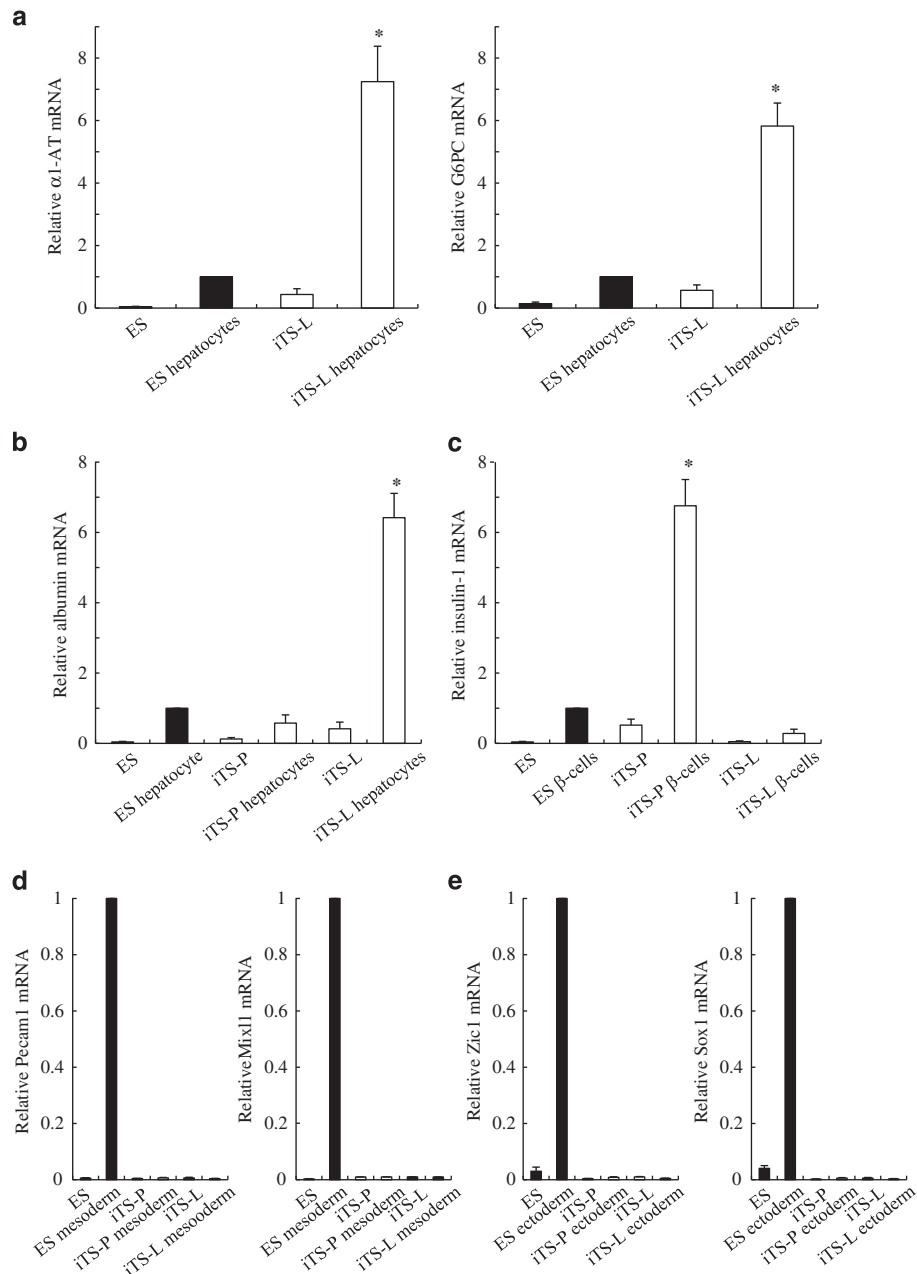 a
Relative α1-AT mRNA
8
6
4
2
0
*
ES
ES hepatocytes
iTS-L
iTS-L hepatocytes
Relative G6PC mRNA
8
6
4
2
0
*
ES
ES hepatocytes
iTS-L
iTS-L hepatocytes
b
Relative albumin mRNA
8
6
4
2
0
*
ES
ES hepatocyte
iTS-P
iTS-P hepatocytes
iTS-L
iTS-L hepatocytes
c
Relative insulin-1 mRNA
8
6
4
2
0
*
ES
ES β-cells
iTS-P
iTS-P β-cells
iTS-L
iTS-L β-cells
d
Relative Pecam1 mRNA
1
0.8
0.6
0.4
0.2
0
ES
ES mesoderm
iTS-P
iTS-P mesoderm
iTS-L
iTS-L mesooderm
RelativeMixl1 mRNA
1
0.8
0.6
0.4
0.2
0
ES
ES mesoderm
iTS-P
iTS-P mesoderm
iTS-L
iTS-L mesoderm
e
Relative Zic1 mRNA
1
0.8
0.6
0.4
0.2
0
ES
ES ectoderm
iTS-P
iTS-P ectoderm
iTS-L
iTS-L ectoderm
Relative Sox1 mRNA
1
0.8
0.6
0.4
0.2
0
ES
ES ectoderm
iTS-P
iTS-P ectoderm
iTS-L
iTS-L ectoderm